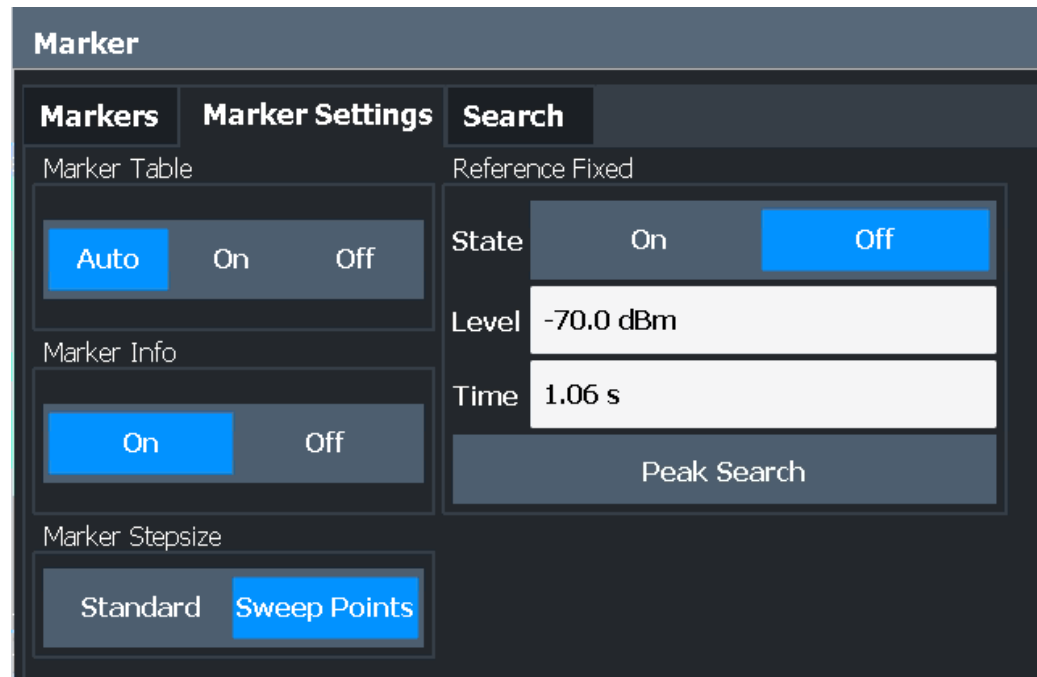 Marker
Markers Marker Settings Search
Marker Table
Auto On Off
Marker Info
On Off
Marker Stepsize
Standard Sweep Points
Reference Fixed
State On Off
Level -70.0 dBm
Time 1.06 s
Peak Search